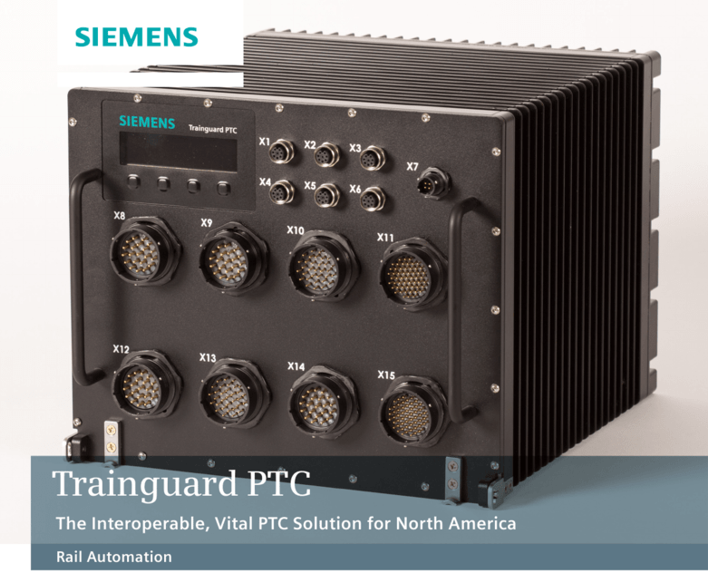 SIEMENS
SIEMENS Trainguard PTC
X1 X2 X3
X7
X4 X5 X6
X8 X9 X10 X11
X12 X13 X14 X15
Trainguard PTC
The Interoperable, Vital PTC Solution for North America
Rail Automation